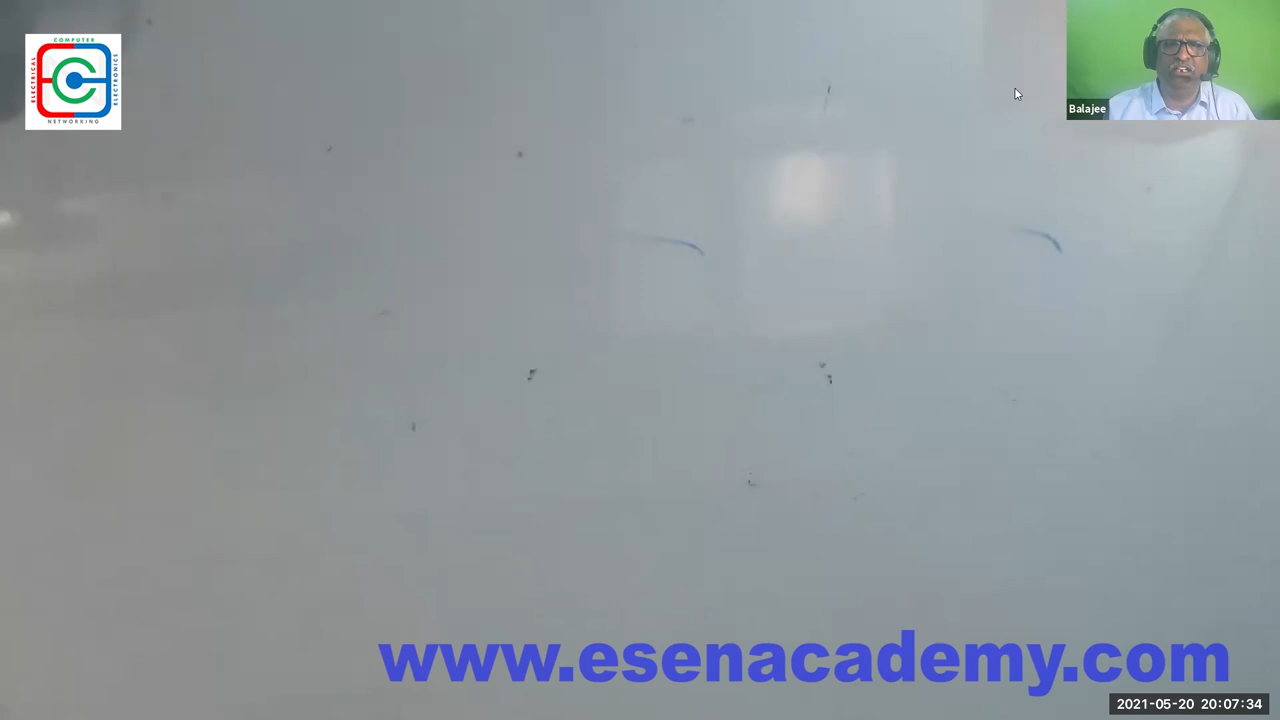 COMPUTER
ELECTRICAL
ELECTRONICS
NETWORKING
Balajee
www.esenacademy.com
2021-05-20 20:07:34